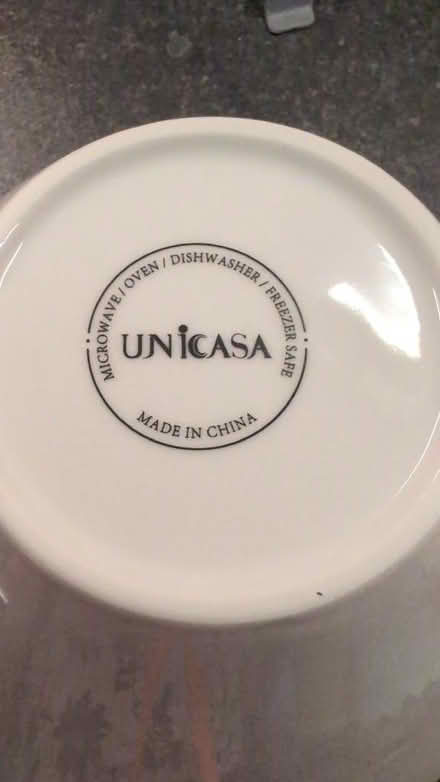 MICROWAVE / OVEN / DISHWASHER / FREEZER SAFE
UNICASA
MADE IN CHINA